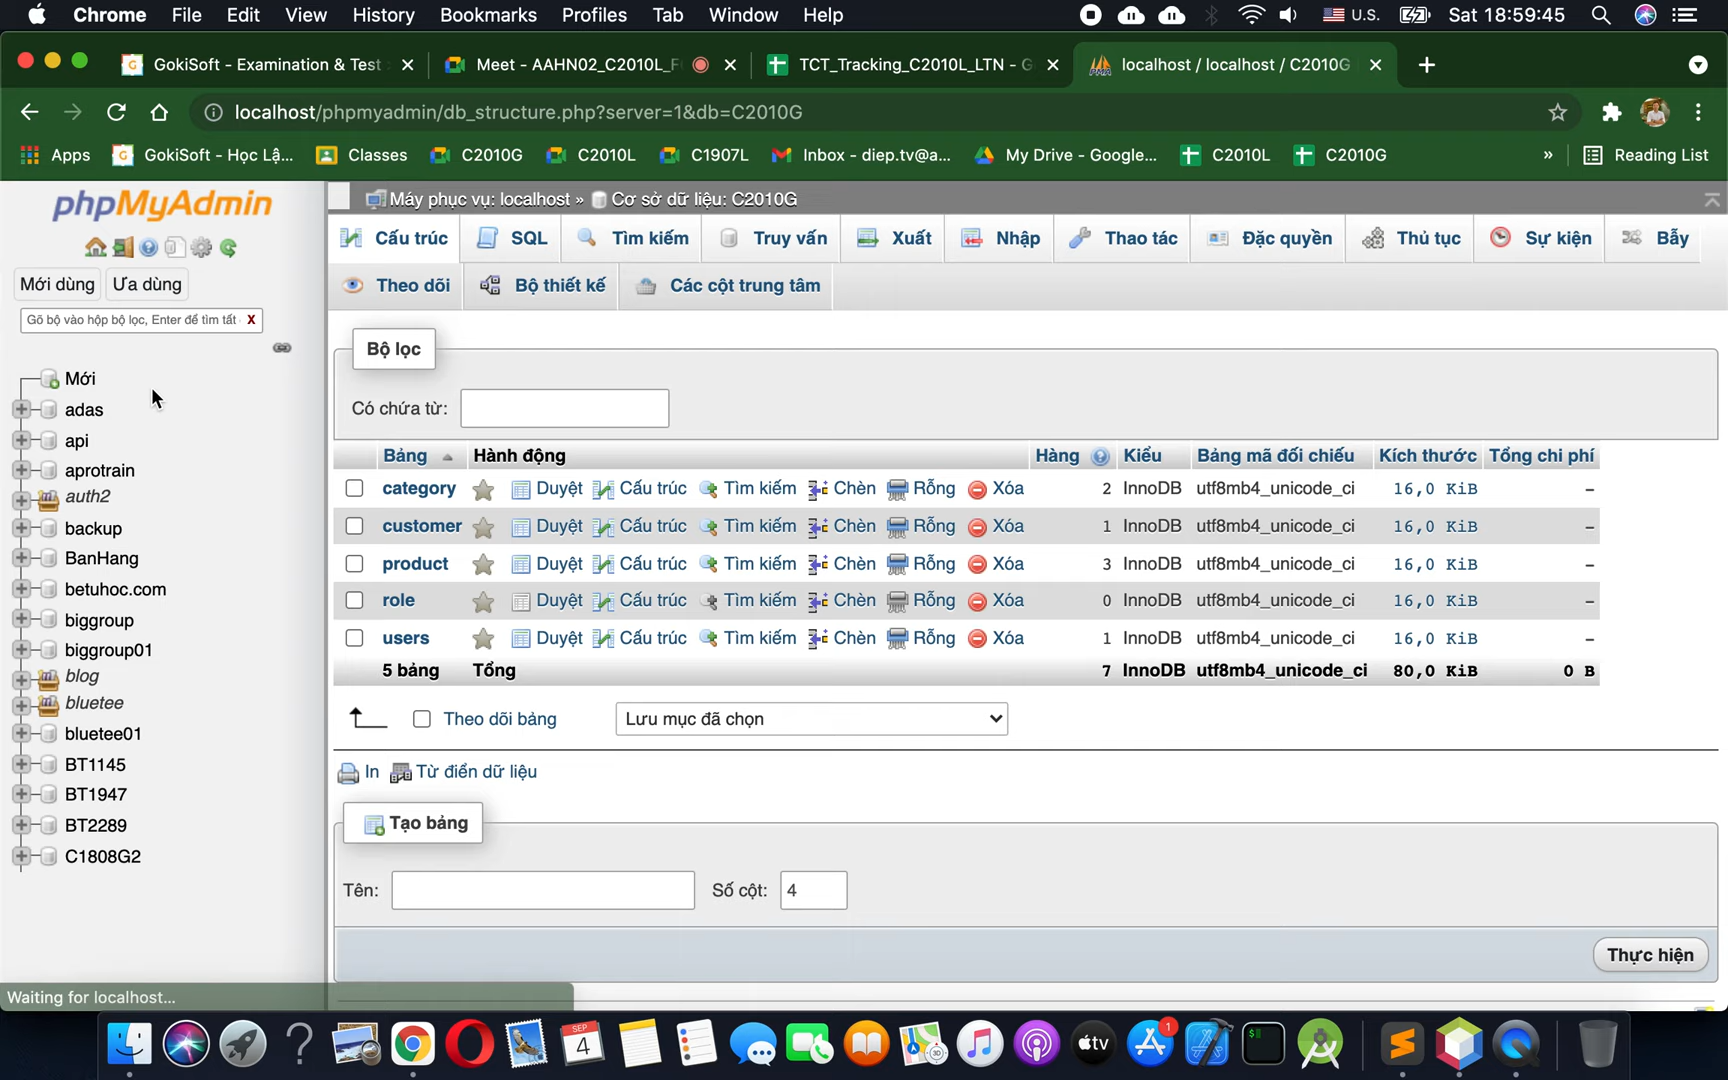 Chrome File Edit View History Bookmarks Profiles Tab Window Help U.S. Sat 18:59:45
GokiSoft - Examination & Test Meet - AAHN02_C2010L_F TCT_Tracking_C2010L_LTN - G localhost / localhost / C2010G
localhost/phpmyadmin/db_structure.php?server=1&db=C2010G
Apps GokiSoft - Học Lậ... Classes C2010G C2010L C1907L Inbox - diep.tv@a... My Drive - Google... C2010L C2010G » Reading List
phpMyAdmin
Mới dùng Ưa dùng
Gõ bộ vào hộp bộ lọc, Enter để tìm tất X
Mới
adas
api
aprotrain
auth2
backup
BanHang
betuhoc.com
biggroup
biggroup01
blog
bluetee
bluetee01
BT1145
BT1947
BT2289
C1808G2
Waiting for localhost...
Máy phục vụ: localhost » Cơ sở dữ liệu: C2010G
Cấu trúc SQL Tìm kiếm Truy vấn Xuất Nhập Thao tác Đặc quyền Thủ tục Sự kiện Bẫy
Theo dõi Bộ thiết kế Các cột trung tâm
Bộ lọc
Có chứa từ:
Bảng Hành động Hàng Kiểu Bảng mã đối chiếu Kích thước Tổng chi phí
category Duyệt Cấu trúc Tìm kiếm Chèn Rỗng Xóa 2 InnoDB utf8mb4_unicode_ci 16,0 KiB –
customer Duyệt Cấu trúc Tìm kiếm Chèn Rỗng Xóa 1 InnoDB utf8mb4_unicode_ci 16,0 KiB –
product Duyệt Cấu trúc Tìm kiếm Chèn Rỗng Xóa 3 InnoDB utf8mb4_unicode_ci 16,0 KiB –
role Duyệt Cấu trúc Tìm kiếm Chèn Rỗng Xóa 0 InnoDB utf8mb4_unicode_ci 16,0 KiB –
users Duyệt Cấu trúc Tìm kiếm Chèn Rỗng Xóa 1 InnoDB utf8mb4_unicode_ci 16,0 KiB –
5 bảng Tổng 7 InnoDB utf8mb4_unicode_ci 80,0 KiB 0 B
Theo dõi bảng Lưu mục đã chọn
In Từ điển dữ liệu
Tạo bảng
Tên: Số cột: 4
Thực hiện
SEP
4
tv
1